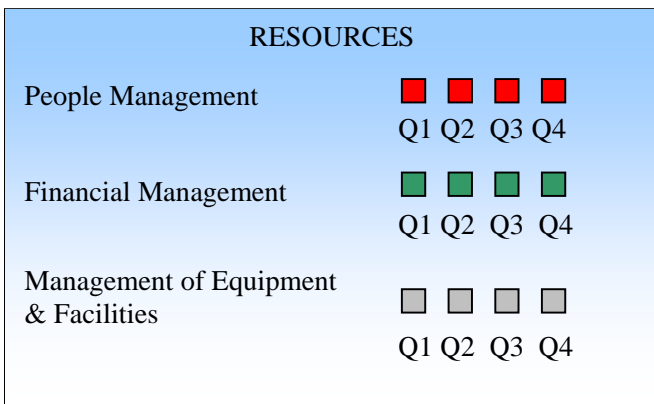 RESOURCES
People Management
Q1 Q2 Q3 Q4
Financial Management
Q1 Q2 Q3 Q4
Management of Equipment
& Facilities
Q1 Q2 Q3 Q4